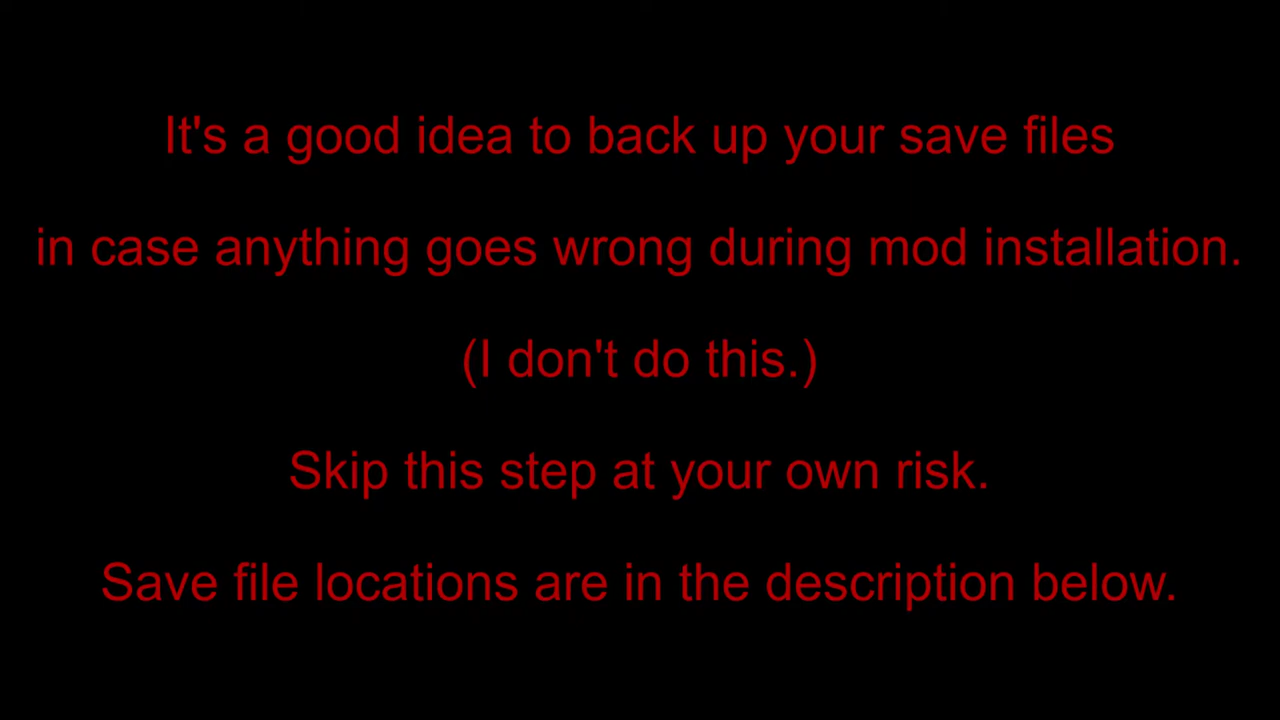 It's a good idea to back up your save files
in case anything goes wrong during mod installation.
(I don't do this.)
Skip this step at your own risk.
Save file locations are in the description below.